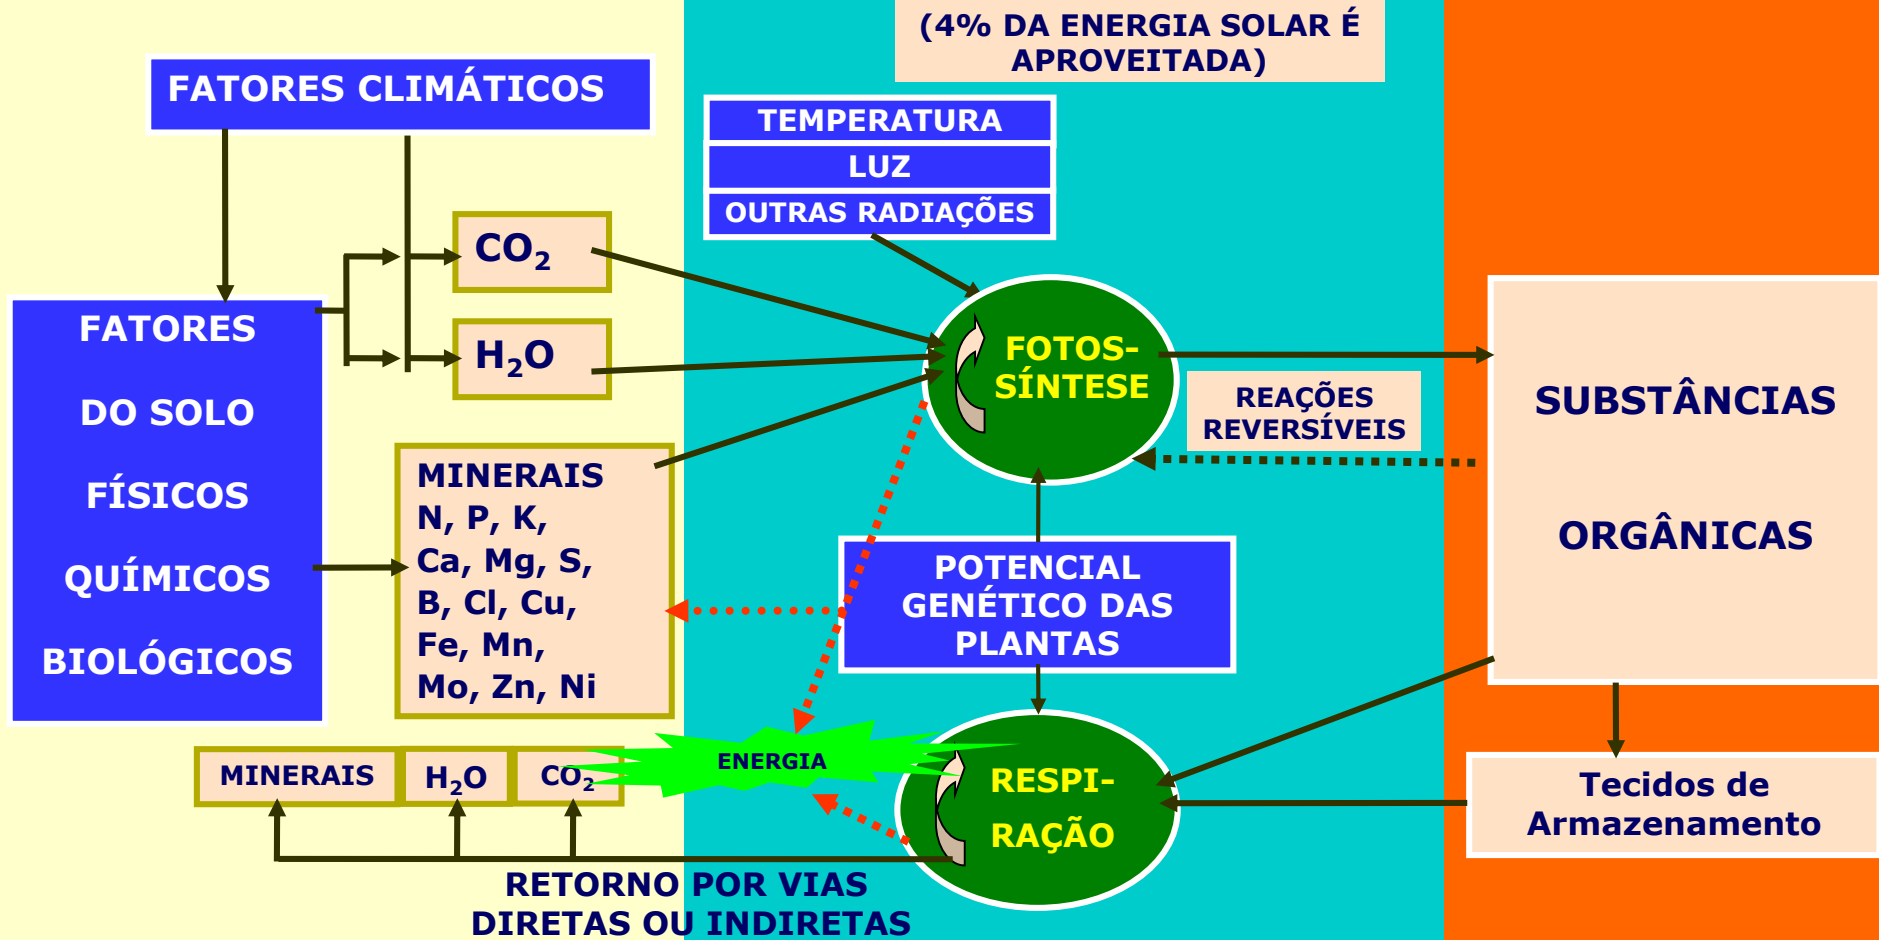 (4% DA ENERGIA SOLAR É
APROVEITADA)
FATORES CLIMÁTICOS
TEMPERATURA
LUZ
OUTRAS RADIAÇÕES
CO₂
H₂O
FATORES
DO SOLO
FÍSICOS
QUÍMICOS
BIOLÓGICOS
MINERAIS
N, P, K,
Ca, Mg, S,
B, Cl, Cu,
Fe, Mn,
Mo, Zn, Ni
FOTOS-
SÍNTESE
REAÇÕES
REVERSÍVEIS
SUBSTÂNCIAS
ORGÂNICAS
POTENCIAL
GENÉTICO DAS
PLANTAS
MINERAIS
H₂O
CO₂
ENERGIA
RESPI-
RAÇÃO
Tecidos de
Armazenamento
RETORNO POR VIAS
DIRETAS OU INDIRETAS